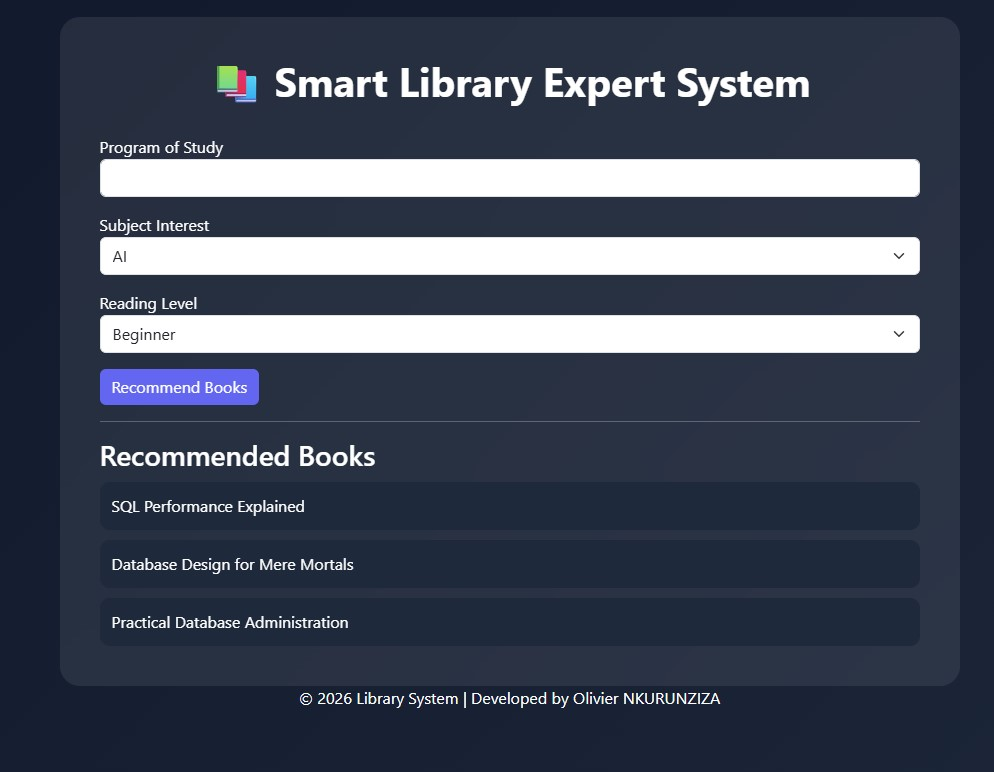 Smart Library Expert System
Program of Study
Subject Interest
AI
Reading Level
Beginner
Recommend Books
Recommended Books
SQL Performance Explained
Database Design for Mere Mortals
Practical Database Administration
© 2026 Library System | Developed by Olivier NKURUNZIZA